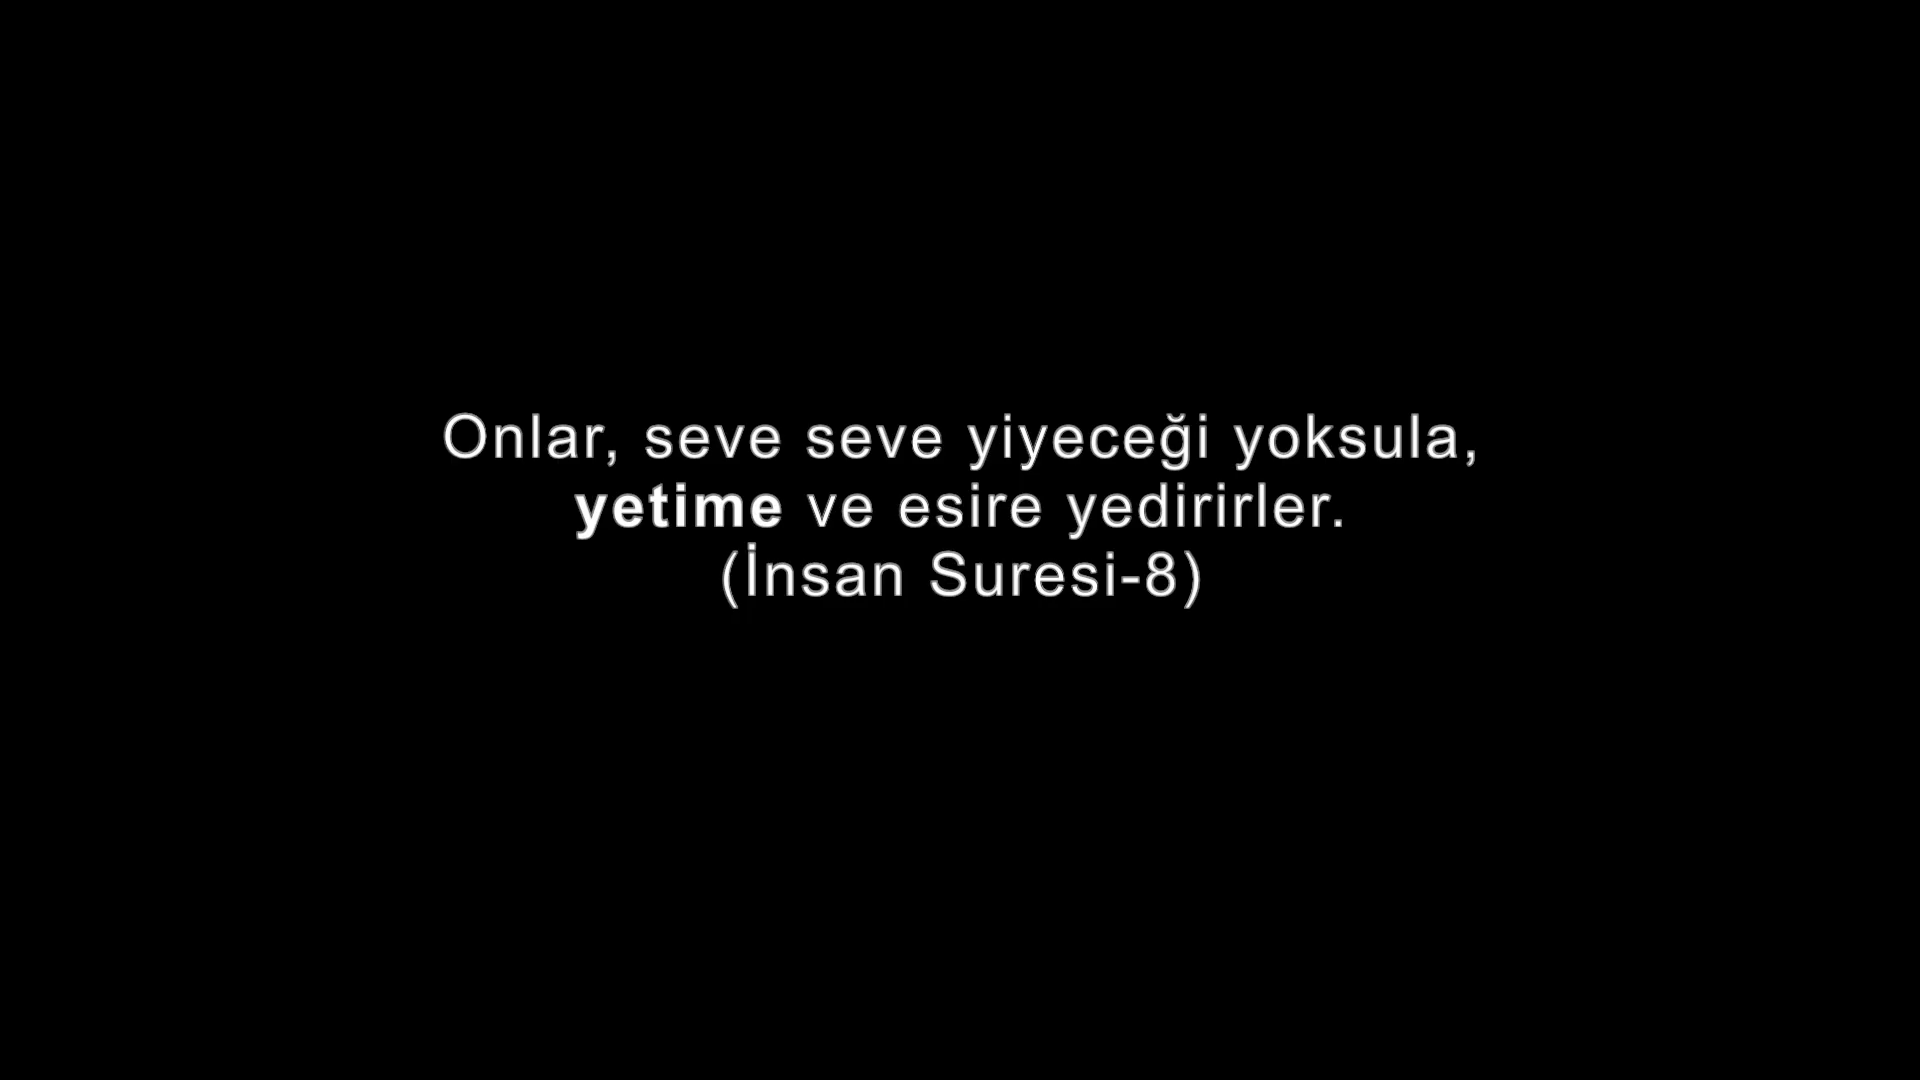 Onlar, seve seve yiyeceği yoksula,
yetime ve esire yedirirler.
(İnsan Suresi-8)